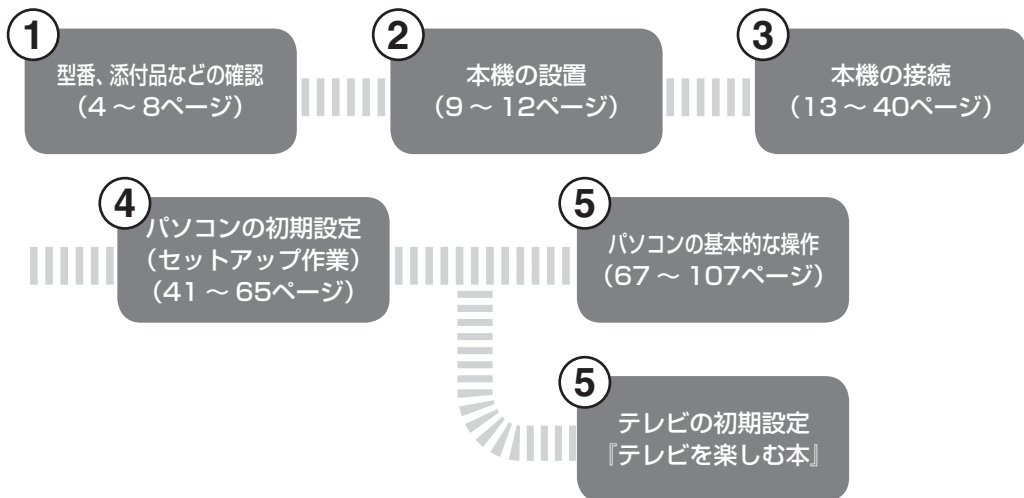 1
型番、添付品などの確認
（4 ～ 8ページ）
2
本機の設置
（9 ～ 12ページ）
3
本機の接続
（13 ～ 40ページ）
4
パソコンの初期設定
（セットアップ作業）
（41 ～ 65ページ）
5
パソコンの基本的な操作
（67 ～ 107ページ）
5
テレビの初期設定
『テレビを楽しむ本』